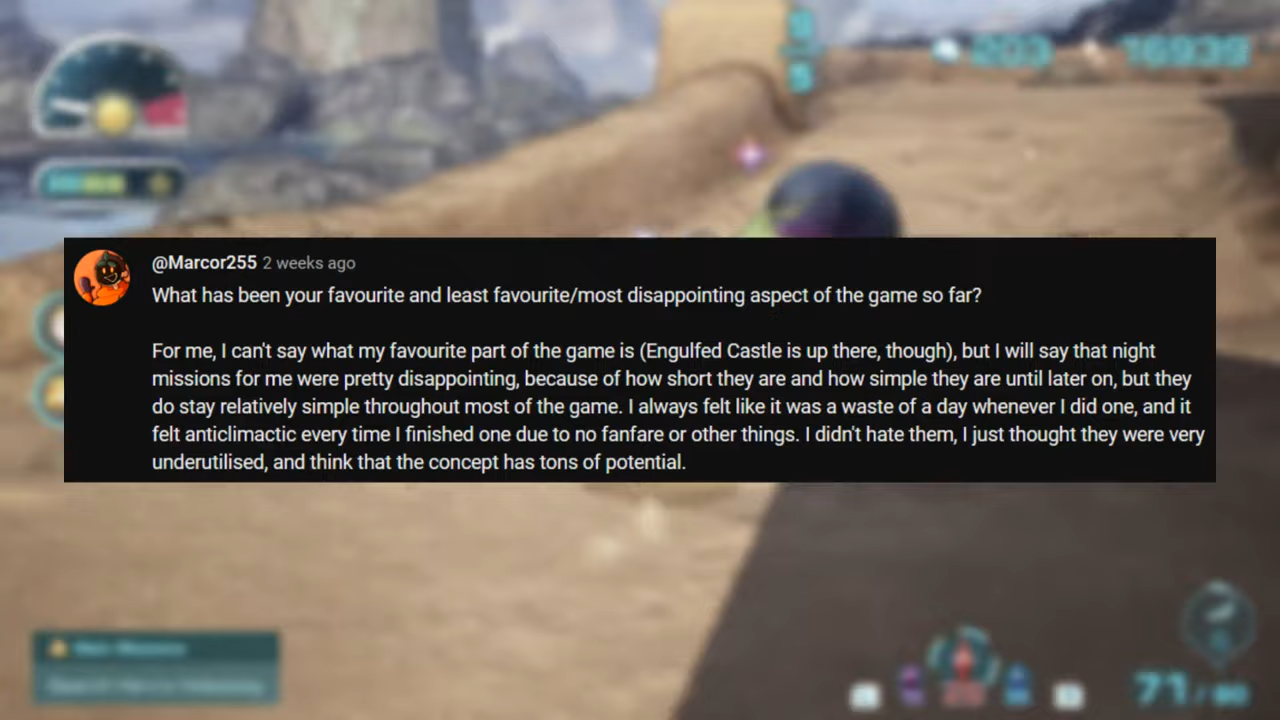 5
203
16939
@Marcor255 2 weeks ago
What has been your favourite and least favourite/most disappointing aspect of the game so far?
For me, I can't say what my favourite part of the game is (Engulfed Castle is up there, though), but I will say that night
missions for me were pretty disappointing, because of how short they are and how simple they are until later on, but they
do stay relatively simple throughout most of the game. I always felt like it was a waste of a day whenever I did one, and it
felt anticlimactic every time I finished one due to no fanfare or other things. I didn't hate them, I just thought they were very
underutilised, and think that the concept has tons of potential.
71